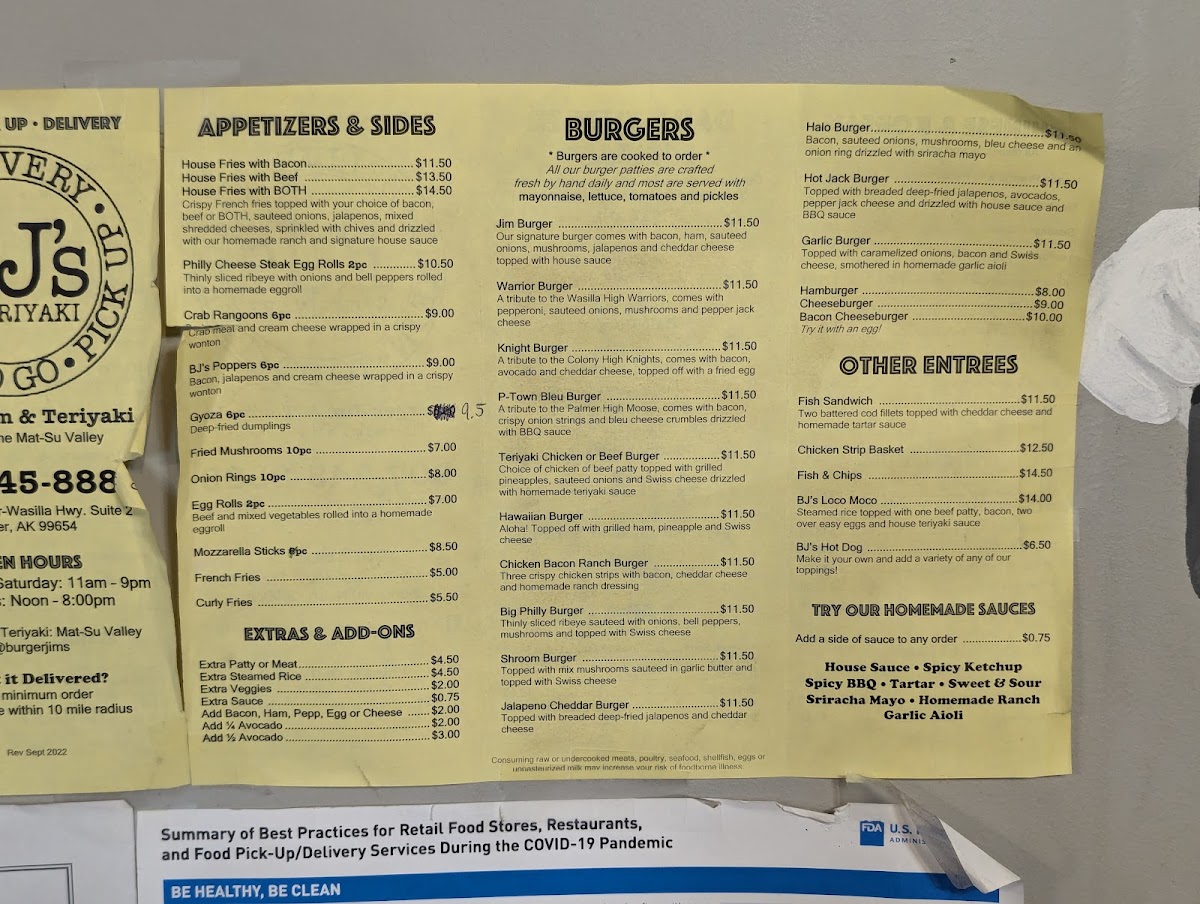 UP • DELIVERY
VERY • PICK UP •
GO •
J's
RIYAKI
m & Teriyaki
he Mat-Su Valley
45-888
r-Wasilla Hwy. Suite 2
er, AK 99654
EN HOURS
Saturday: 11am - 9pm
: Noon - 8:00pm
Teriyaki: Mat-Su Valley
@burgerjims
it Delivered?
minimum order
e within 10 mile radius
Rev Sept 2022
APPETIZERS & SIDES
House Fries with Bacon $11.50
House Fries with Beef $13.50
House Fries with BOTH $14.50
Crispy French fries topped with your choice of bacon,
beef or BOTH, sauteed onions, jalapenos, mixed
shredded cheeses, sprinkled with chives and drizzled
with our homemade ranch and signature house sauce
Philly Cheese Steak Egg Rolls 2pc $10.50
Thinly sliced ribeye with onions and bell peppers rolled
into a homemade eggroll
Crab Rangoons 6pc $9.00
Crab meat and cream cheese wrapped in a crispy
wonton
BJ's Poppers 6pc $9.00
Bacon, jalapenos and cream cheese wrapped in a crispy
wonton
Gyoza 6pc $ 9.5
Deep-fried dumplings
Fried Mushrooms 10pc $7.00
Onion Rings 10pc $8.00
Egg Rolls 2pc $7.00
Beef and mixed vegetables rolled into a homemade
eggroll
Mozzarella Sticks 6pc $8.50
French Fries $5.00
Curly Fries $5.50
EXTRAS & ADD-ONS
Extra Patty or Meat $4.50
Extra Steamed Rice $4.50
Extra Veggies $2.00
Extra Sauce $0.75
Add Bacon, Ham, Pepp, Egg or Cheese $2.00
Add ¼ Avocado $2.00
Add ½ Avocado $3.00
BURGERS
* Burgers are cooked to order *
All our burger patties are crafted
fresh by hand daily and most are served with
mayonnaise, lettuce, tomatoes and pickles
Jim Burger $11.50
Our signature burger comes with bacon, ham, sauteed
onions, mushrooms, jalapenos and cheddar cheese
topped with house sauce
Warrior Burger $11.50
A tribute to the Wasilla High Warriors, comes with
pepperoni, sauteed onions, mushrooms and pepper jack
cheese
Knight Burger $11.50
A tribute to the Colony High Knights, comes with bacon,
avocado and cheddar cheese, topped off with a fried egg
P-Town Bleu Burger $11.50
A tribute to the Palmer High Moose, comes with bacon,
crispy onion strings and bleu cheese crumbles drizzled
with BBQ sauce
Teriyaki Chicken or Beef Burger $11.50
Choice of chicken of beef patty topped with grilled
pineapples, sauteed onions and Swiss cheese drizzled
with homemade teriyaki sauce
Hawaiian Burger $11.50
Aloha! Topped off with grilled ham, pineapple and Swiss
cheese
Chicken Bacon Ranch Burger $11.50
Three crispy chicken strips with bacon, cheddar cheese
and homemade ranch dressing
Big Philly Burger $11.50
Thinly sliced ribeye sauteed with onions, bell peppers,
mushrooms and topped with Swiss cheese
Shroom Burger $11.50
Topped with mix mushrooms sauteed in garlic butter and
topped with Swiss cheese
Jalapeno Cheddar Burger $11.50
Topped with breaded deep-fried jalapenos and cheddar
cheese
Consuming raw or undercooked meats, poultry, seafood, shellfish, eggs or
unpasteurized milk may increase your risk of foodborne illness
Halo Burger $11.50
Bacon, sauteed onions, mushrooms, bleu cheese and an
onion ring drizzled with sriracha mayo
Hot Jack Burger $11.50
Topped with breaded deep-fried jalapenos, avocados,
pepper jack cheese and drizzled with house sauce and
BBQ sauce
Garlic Burger $11.50
Topped with caramelized onions, bacon and Swiss
cheese, smothered in homemade garlic aioli
Hamburger $8.00
Cheeseburger $9.00
Bacon Cheeseburger $10.00
Try it with an egg!
OTHER ENTREES
Fish Sandwich $11.50
Two battered cod fillets topped with cheddar cheese and
homemade tartar sauce
Chicken Strip Basket $12.50
Fish & Chips $14.50
BJ's Loco Moco $14.00
Steamed rice topped with one beef patty, bacon, two
over easy eggs and house teriyaki sauce
BJ's Hot Dog $6.50
Make it your own and add a variety of any of our
toppings!
TRY OUR HOMEMADE SAUCES
Add a side of sauce to any order $0.75
House Sauce • Spicy Ketchup
Spicy BBQ • Tartar • Sweet & Sour
Sriracha Mayo • Homemade Ranch
Garlic Aioli
Summary of Best Practices for Retail Food Stores, Restaurants,
and Food Pick-Up/Delivery Services During the COVID-19 Pandemic
FDA U.S.
ADMINIS
BE HEALTHY, BE CLEAN